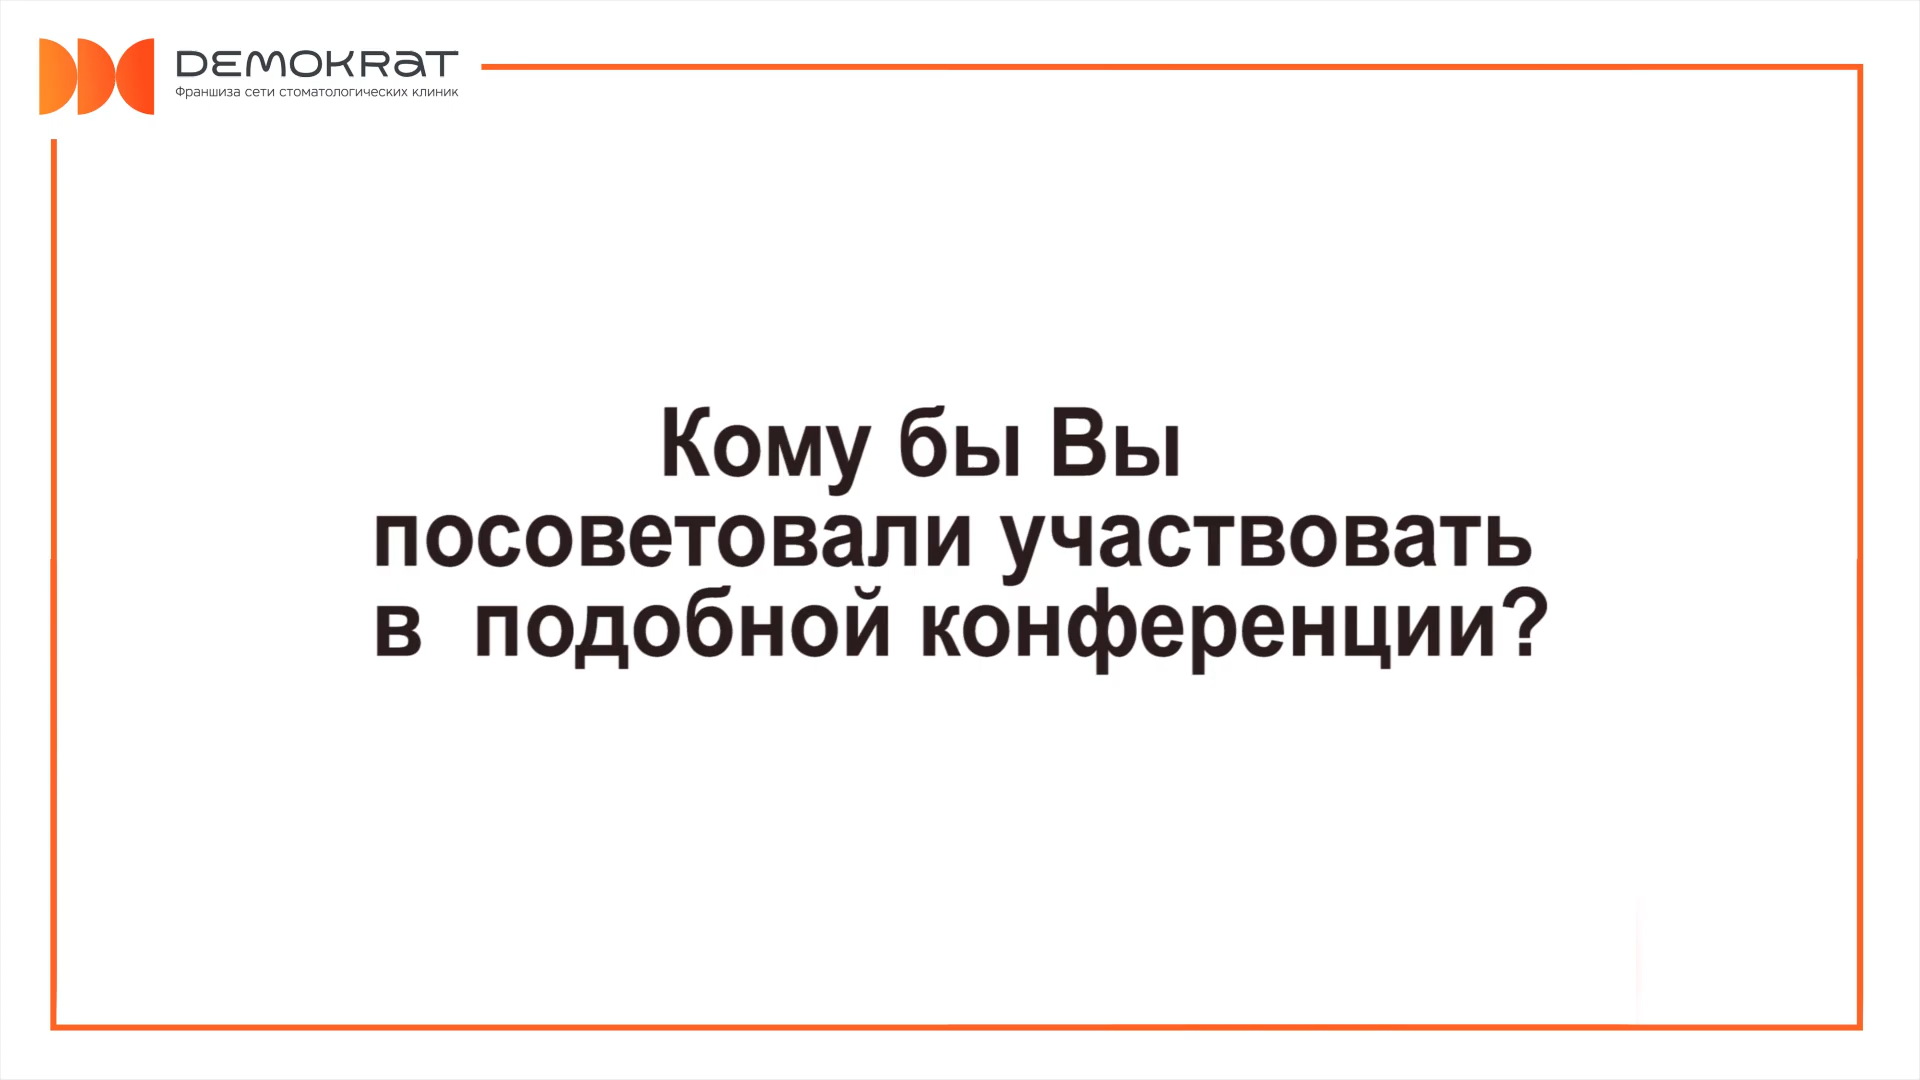 DEMOKRAT
Франшиза сети стоматологических клиник
Кому бы Вы
посоветовали участвовать
в подобной конференции?